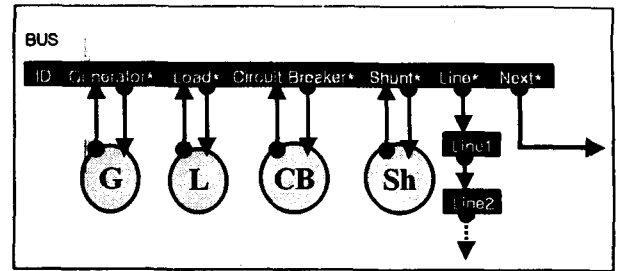 BUS
ID Generator* Load* Circuit Breaker* Shunt* Line* Next*
Line1
G L CB Sh
Line2